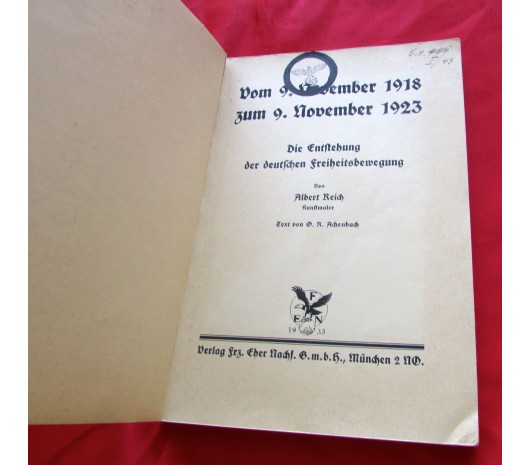 Vom 9. November 1918
zum 9. November 1923
Die Entstehung
der deutschen Freiheitsbewegung
Von
Albert Reich
Kunstmaler
Text von O. R. Achenbach
F
E N
19 33
Verlag Frz. Eher Nachf. G. m. b. H., München 2 NO.